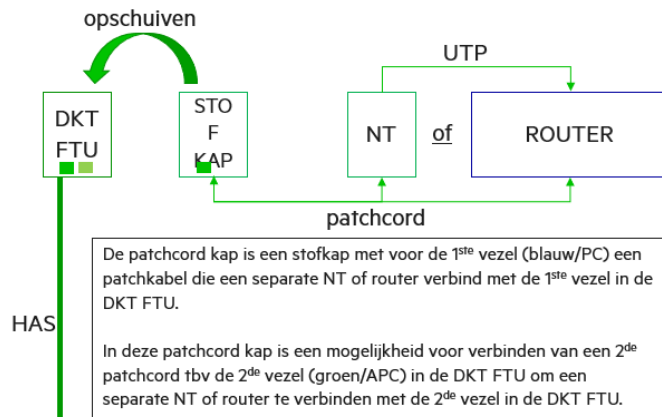 opschuiven
UTP
DKT
FTU
STO
F
KAP
NT
of
ROUTER
patchcord
HAS
De patchcord kap is een stofkap met voor de 1ste vezel (blauw/PC) een
patchkabel die een separate NT of router verbind met de 1ste vezel in de
DKT FTU.
In deze patchcord kap is een mogelijkheid voor verbinden van een 2de
patchcord tbv de 2de vezel (groen/APC) in de DKT FTU om een
separate NT of router te verbinden met de 2de vezel in de DKT FTU.